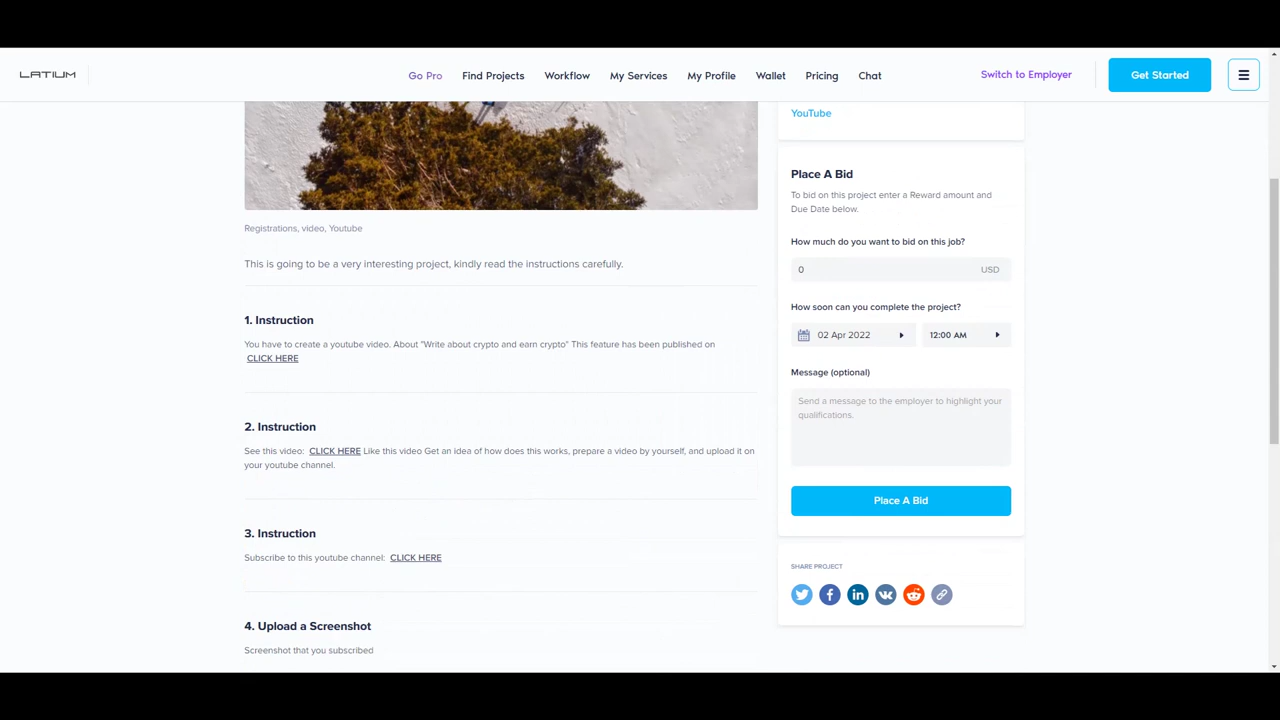 LATIUM
Go Pro
Find Projects
Workflow
My Services
My Profile
Wallet
Pricing
Chat
Switch to Employer
Get Started
Registrations, video, Youtube
This is going to be a very interesting project, kindly read the instructions carefully.
1. Instruction
You have to create a youtube video. About "Write about crypto and earn crypto" This feature has been published on
CLICK HERE
2. Instruction
See this video: CLICK HERE Like this video Get an idea of how does this works, prepare a video by yourself, and upload it on
your youtube channel.
3. Instruction
Subscribe to this youtube channel: CLICK HERE
4. Upload a Screenshot
Screenshot that you subscribed
YouTube
Place A Bid
To bid on this project enter a Reward amount and
Due Date below.
How much do you want to bid on this job?
0 USD
How soon can you complete the project?
02 Apr 2022 12:00 AM
Message (optional)
Send a message to the employer to highlight your
qualifications.
Place A Bid
SHARE PROJECT